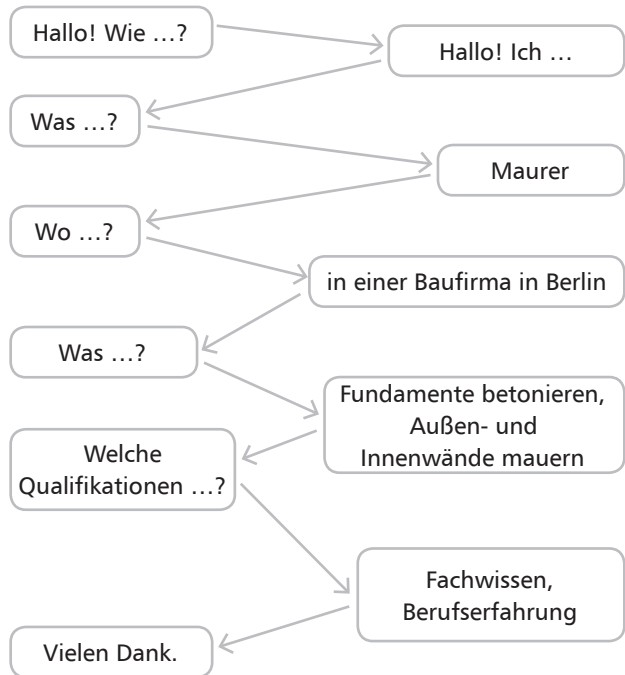 Hallo! Wie …?
Hallo! Ich …
Was …?
Maurer
Wo …?
in einer Baufirma in Berlin
Was …?
Fundamente betonieren,
Außen- und
Innenwände mauern
Welche
Qualifikationen …?
Fachwissen,
Berufserfahrung
Vielen Dank.